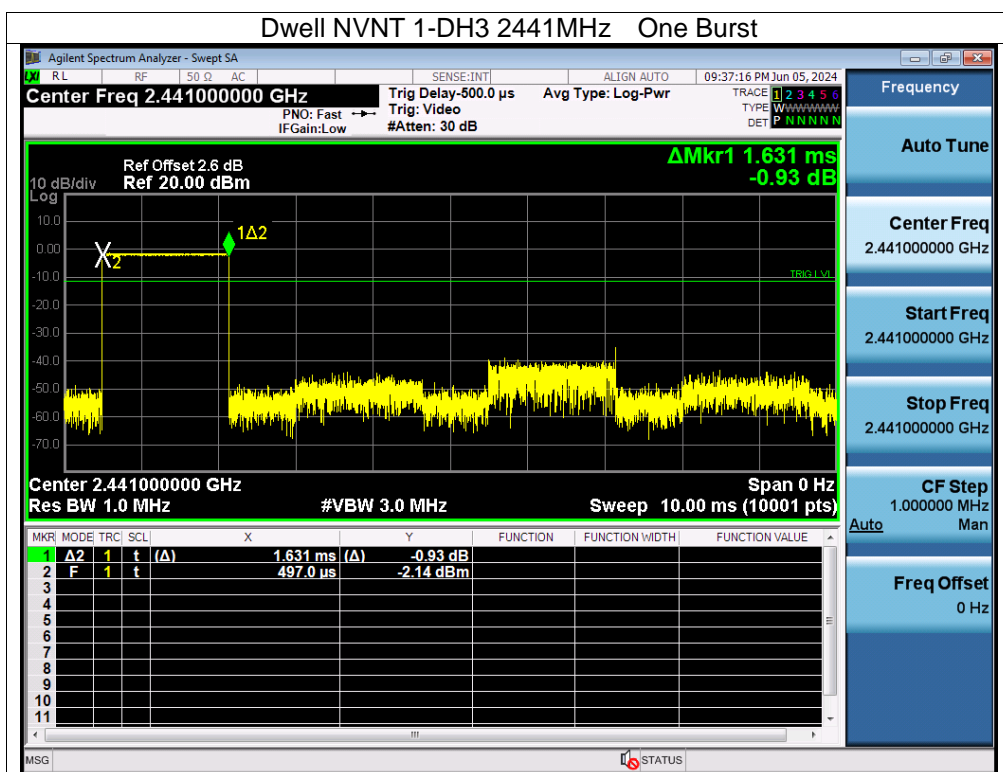 Dwell NVNT 1-DH3 2441MHz One Burst
Agilent Spectrum Analyzer - Swept SA
LXI RL RF 50 Ω AC SENSE:INT ALIGN AUTO 09:37:16 PM Jun 05, 2024
Center Freq 2.441000000 GHz Trig Delay-500.0 µs Avg Type: Log-Pwr TRACE 1 2 3 4 5 6
PNO: Fast Trig: Video TYPE WWWWWW
IFGain:Low #Atten: 30 dB DET P N N N N N
Ref Offset 2.6 dB ΔMkr1 1.631 ms
10 dB/div Ref 20.00 dBm -0.93 dB
Log
10.0
1Δ2
0.00
2
-10.0
TRIG LVL
-20.0
-30.0
-40.0
-50.0
-60.0
-70.0
Center 2.441000000 GHz Span 0 Hz
Res BW 1.0 MHz #VBW 3.0 MHz Sweep 10.00 ms (10001 pts)
MKR MODE TRC SCL X Y FUNCTION FUNCTION WIDTH FUNCTION VALUE
1 Δ2 1 t (Δ) 1.631 ms (Δ) -0.93 dB
2 F 1 t 497.0 µs -2.14 dBm
3
4
5
6
7
8
9
10
11
MSG STATUS
Frequency
Auto Tune
Center Freq
2.441000000 GHz
Start Freq
2.441000000 GHz
Stop Freq
2.441000000 GHz
CF Step
1.000000 MHz
Auto Man
Freq Offset
0 Hz